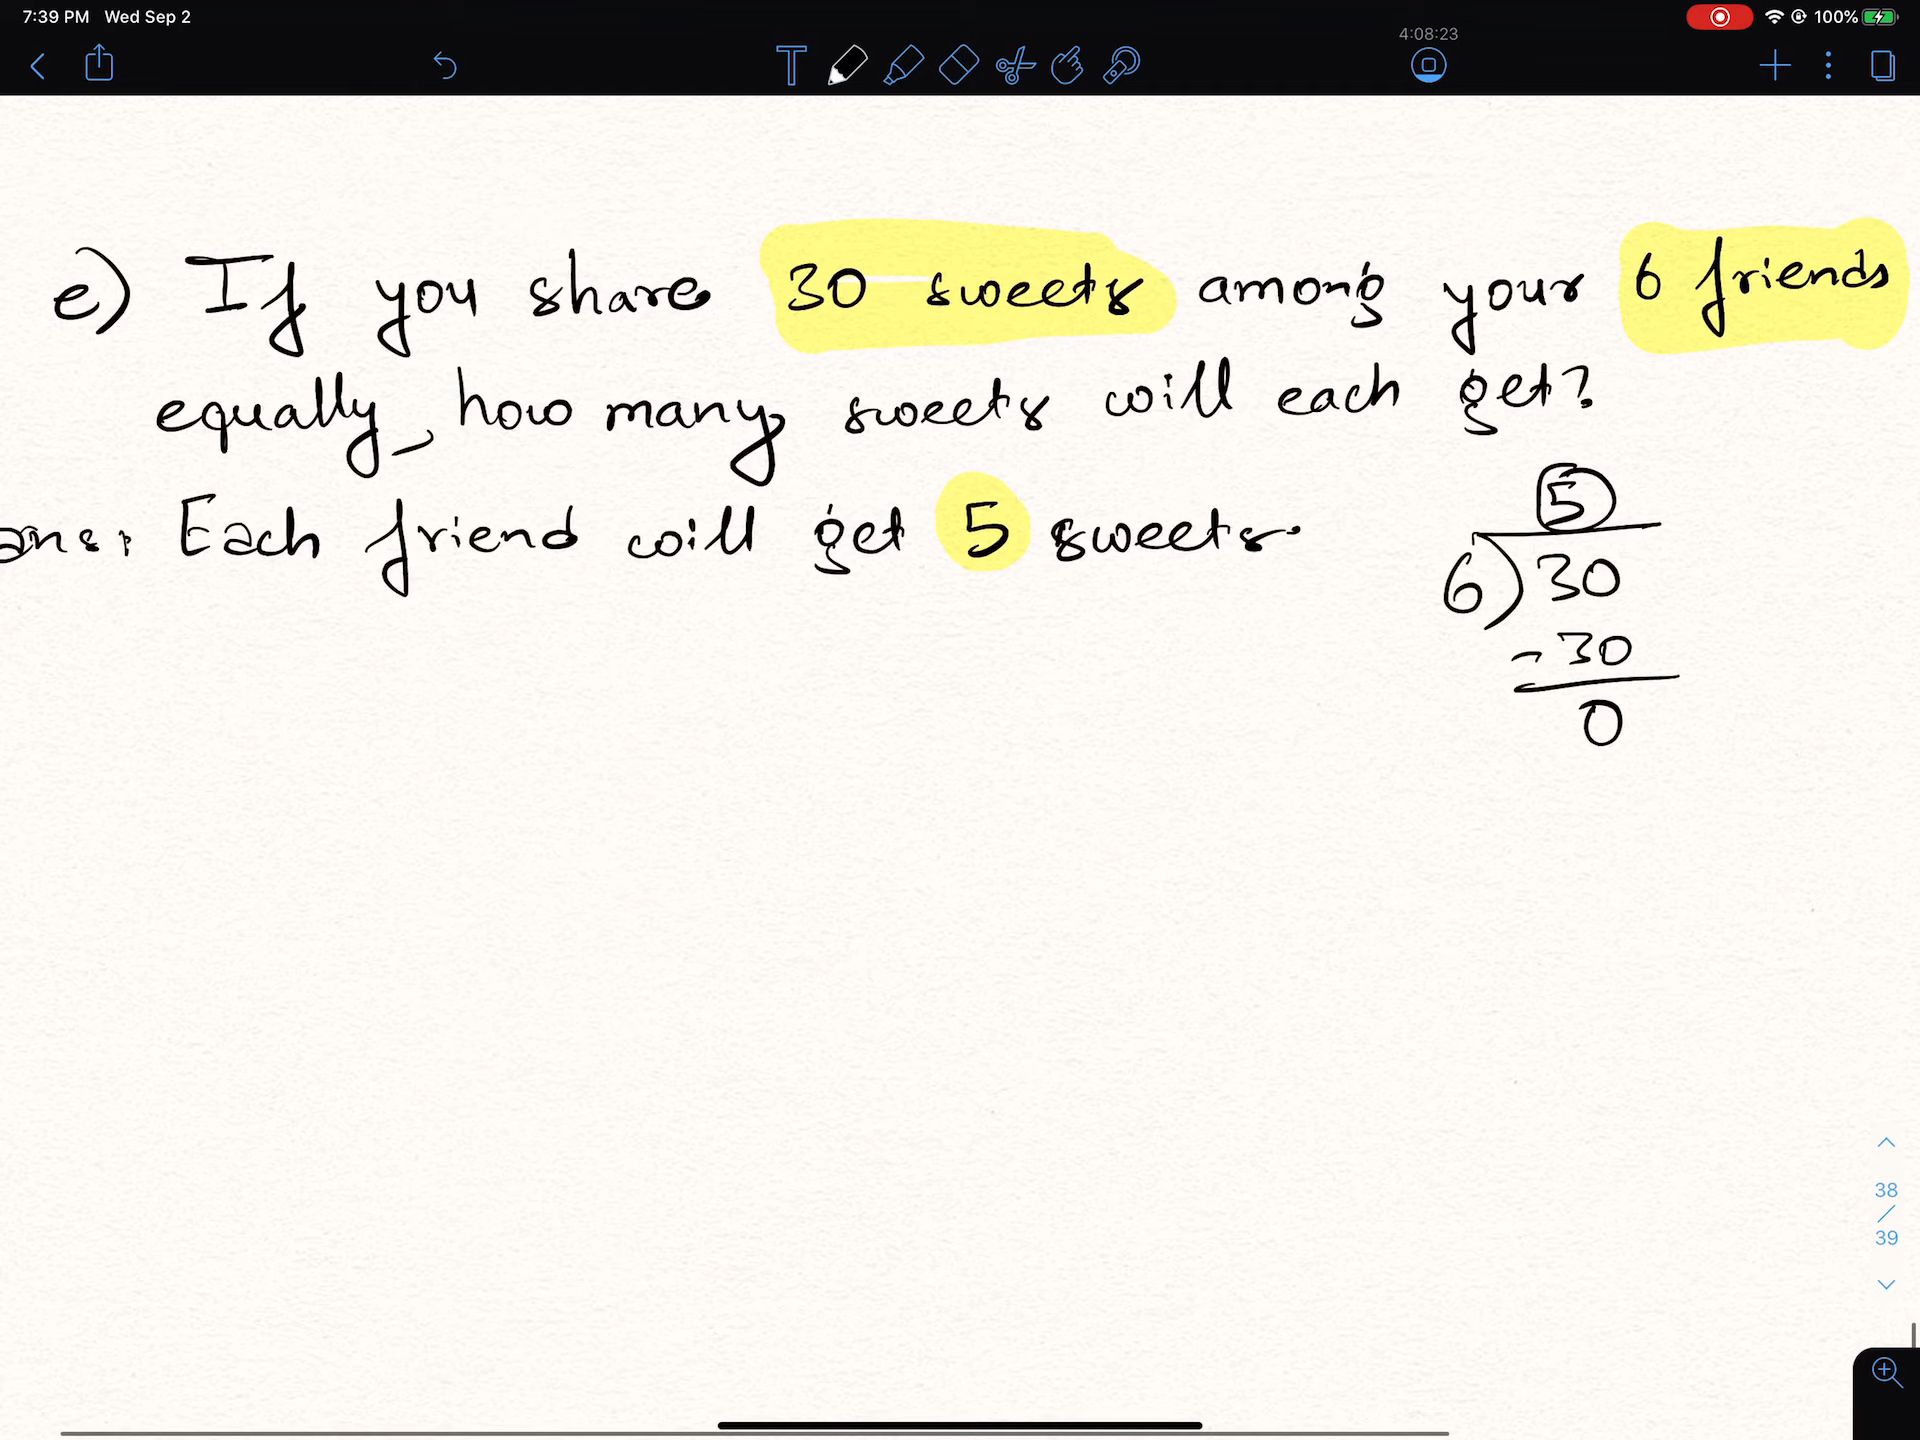 7:39 PM Wed Sep 2
100%
4:08:23
T
e) If you share 30 sweets among your 6 friends
equally, how many sweets will each get?
ans: Each friend will get 5 sweets.
5
6) 30
- 30
0
38
/
39